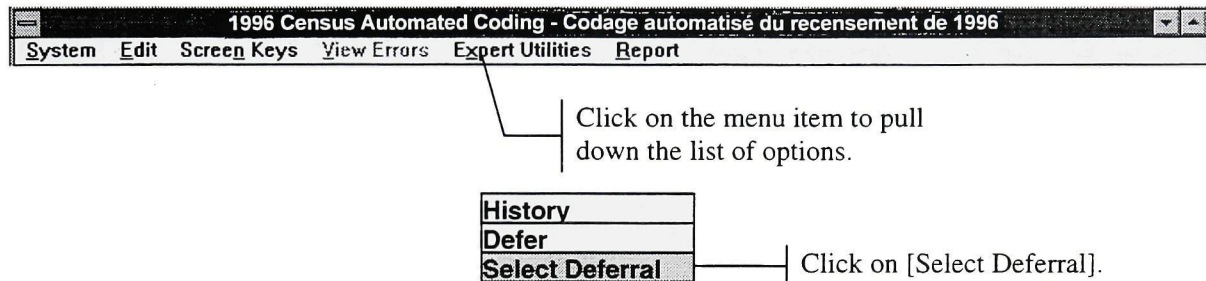 1996 Census Automated Coding - Codage automatisé du recensement de 1996
System Edit Screen Keys View Errors Expert Utilities Report
Click on the menu item to pull
down the list of options.
History
Defer
Select Deferral
Click on [Select Deferral].